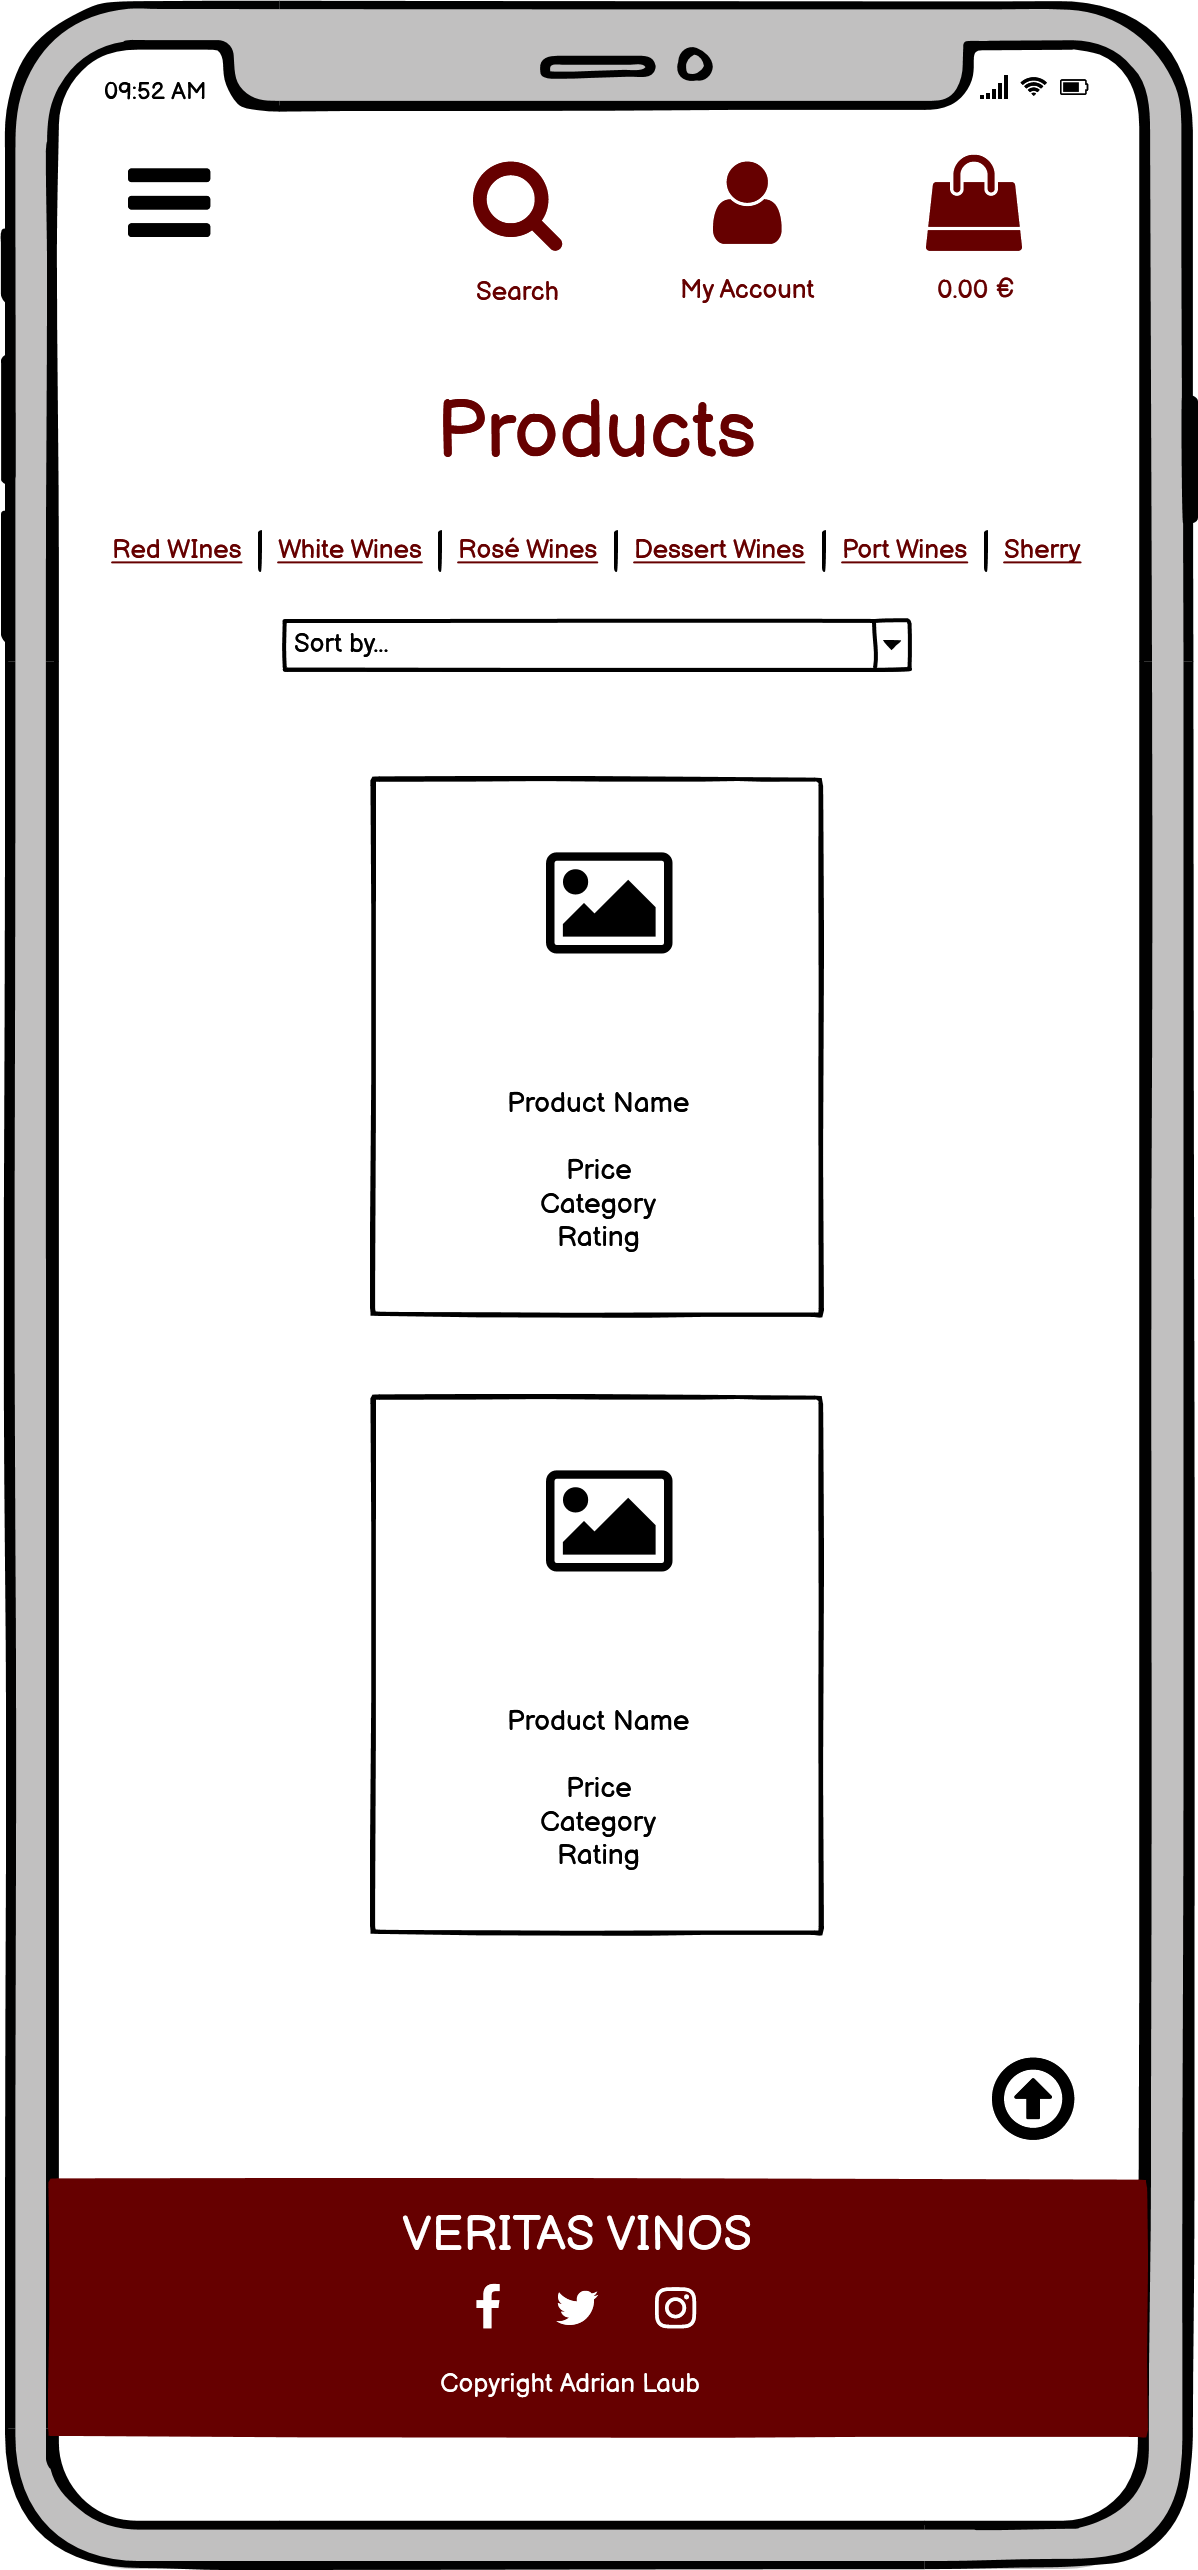 09:52 AM
Search
My Account
0.00 €
Products
Red WInes
White Wines
Rosé Wines
Dessert Wines
Port Wines
Sherry
Sort by...
Product Name
Price
Category
Rating
Product Name
Price
Category
Rating
VERITAS VINOS
Copyright Adrian Laub